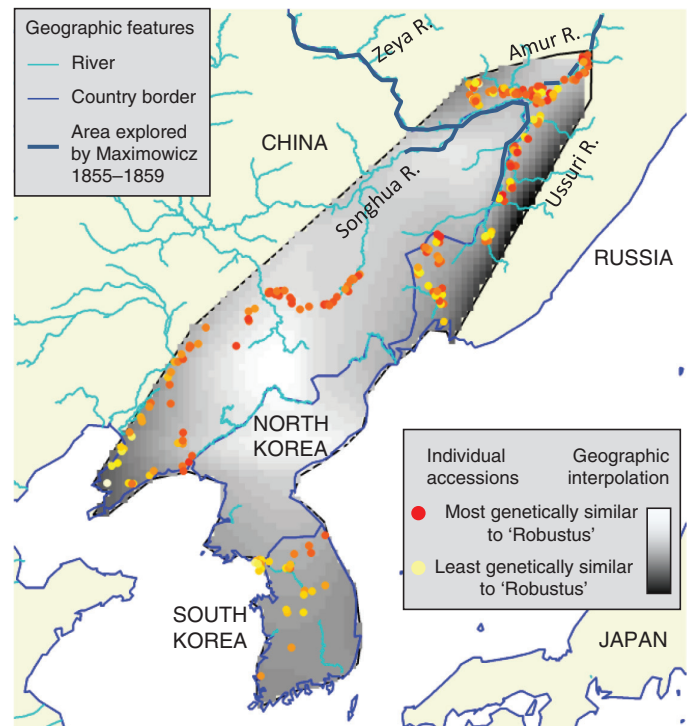 Geographic features
River
Country border
Area explored
by Maximowicz
1855–1859
Zeya R.
Amur R.
CHINA
Songhua R.
Ussuri R.
RUSSIA
NORTH
KOREA
SOUTH
KOREA
JAPAN
Individual
accessions
Geographic
interpolation
Most genetically similar
to ‘Robustus’
Least genetically similar
to ‘Robustus’